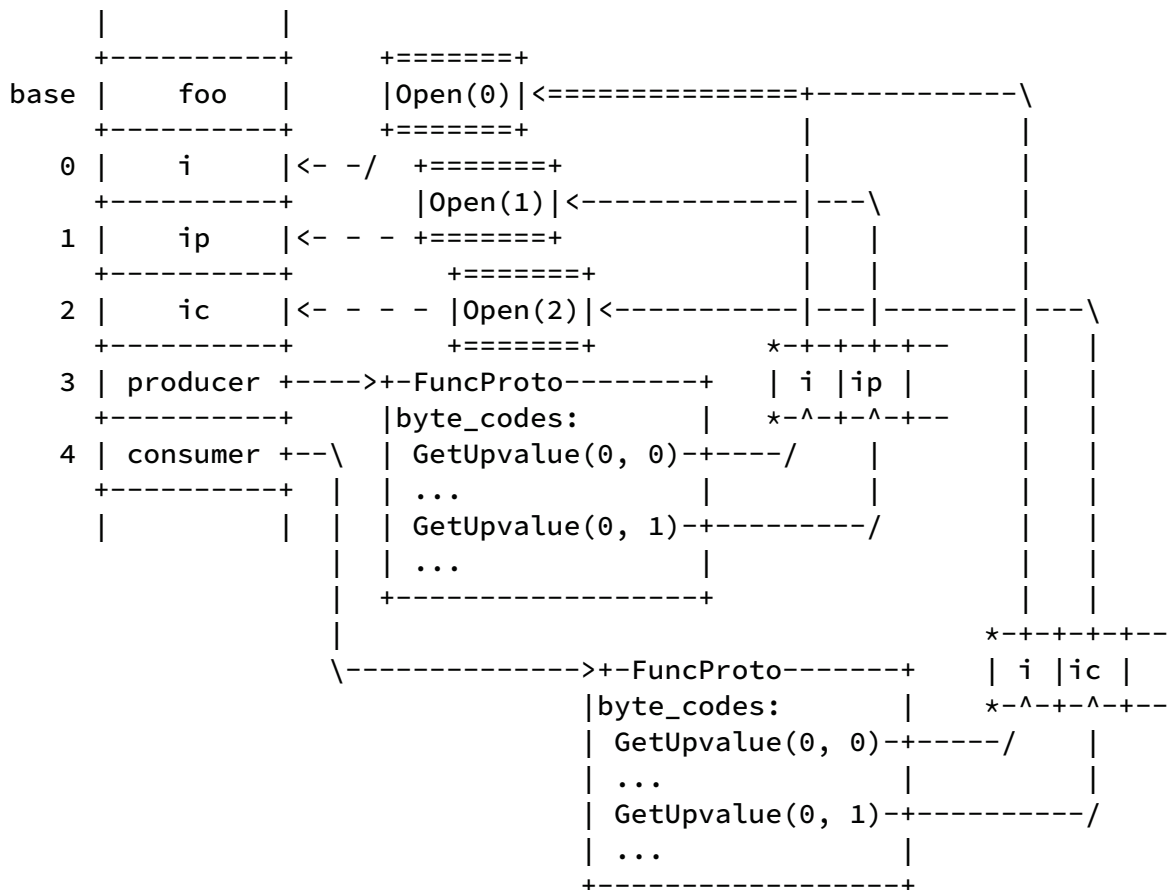 base foo Open(0)
0 i
Open(1)
1 ip
2 ic Open(2)
3 producer FuncProto i ip
byte_codes:
4 consumer GetUpvalue(0, 0)
...
GetUpvalue(0, 1)
...
FuncProto i ic
byte_codes:
GetUpvalue(0, 0)
...
GetUpvalue(0, 1)
...